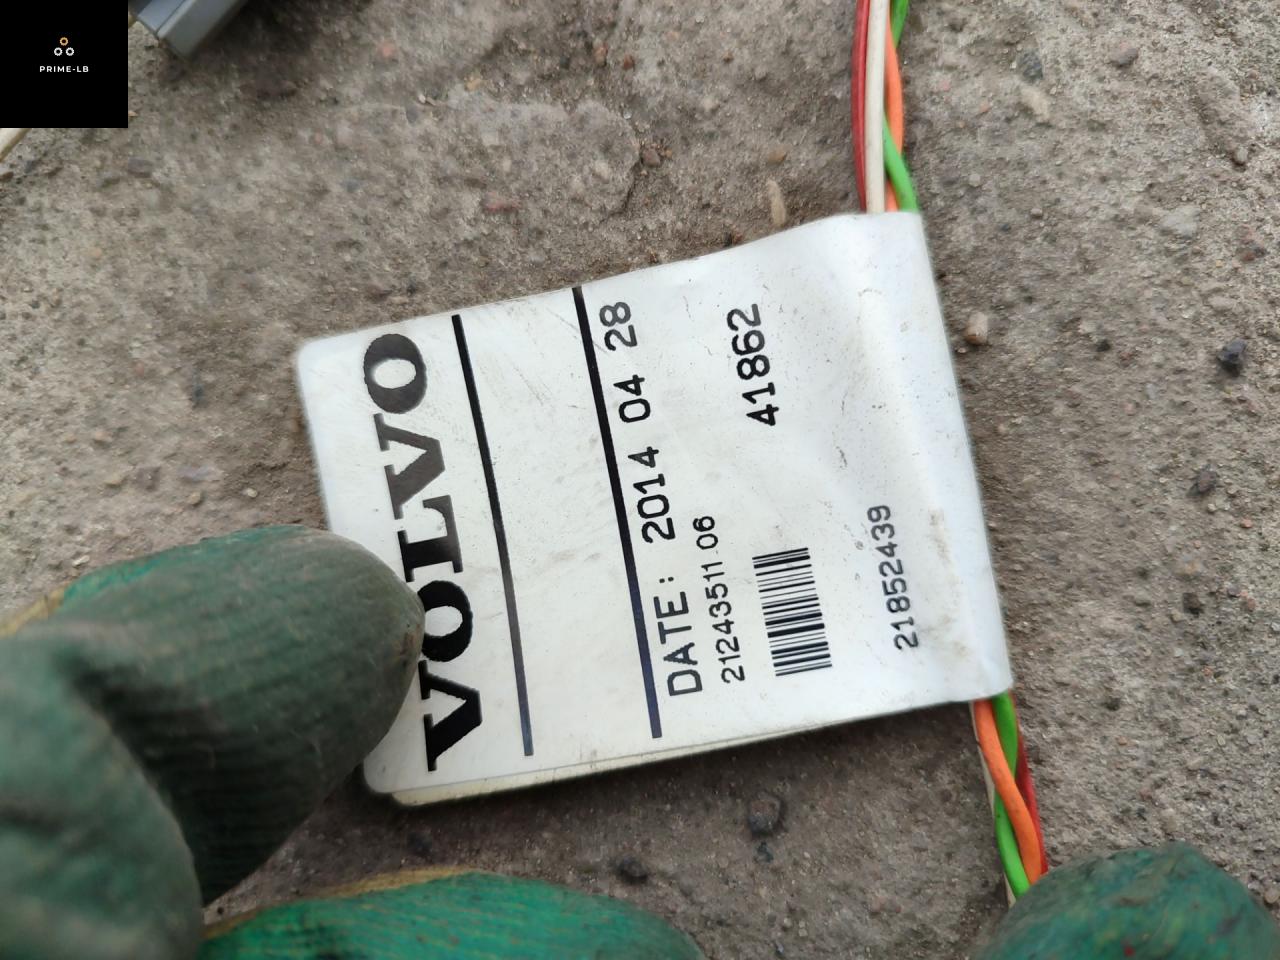 PRIME-LB
VOLVO
DATE: 2014 04 28
21243511 06
41862
21852439